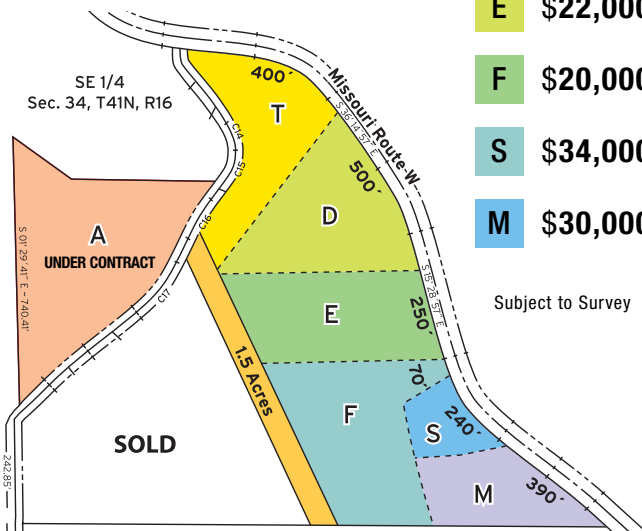 E $22,000
F $20,000
S $34,000
M $30,000
Subject to Survey
SE 1/4
Sec. 34, T41N, R16
400´
T
Missouri Route W
S 36°14'57" E
C14
C15
C16
C17
500´
D
A
UNDER CONTRACT
S 01°29'41" E ~ 740.41'
S 15°28'57" E
E
250´
1.5 Acres
70´
F
S
240´
SOLD
M
390´
242.85'